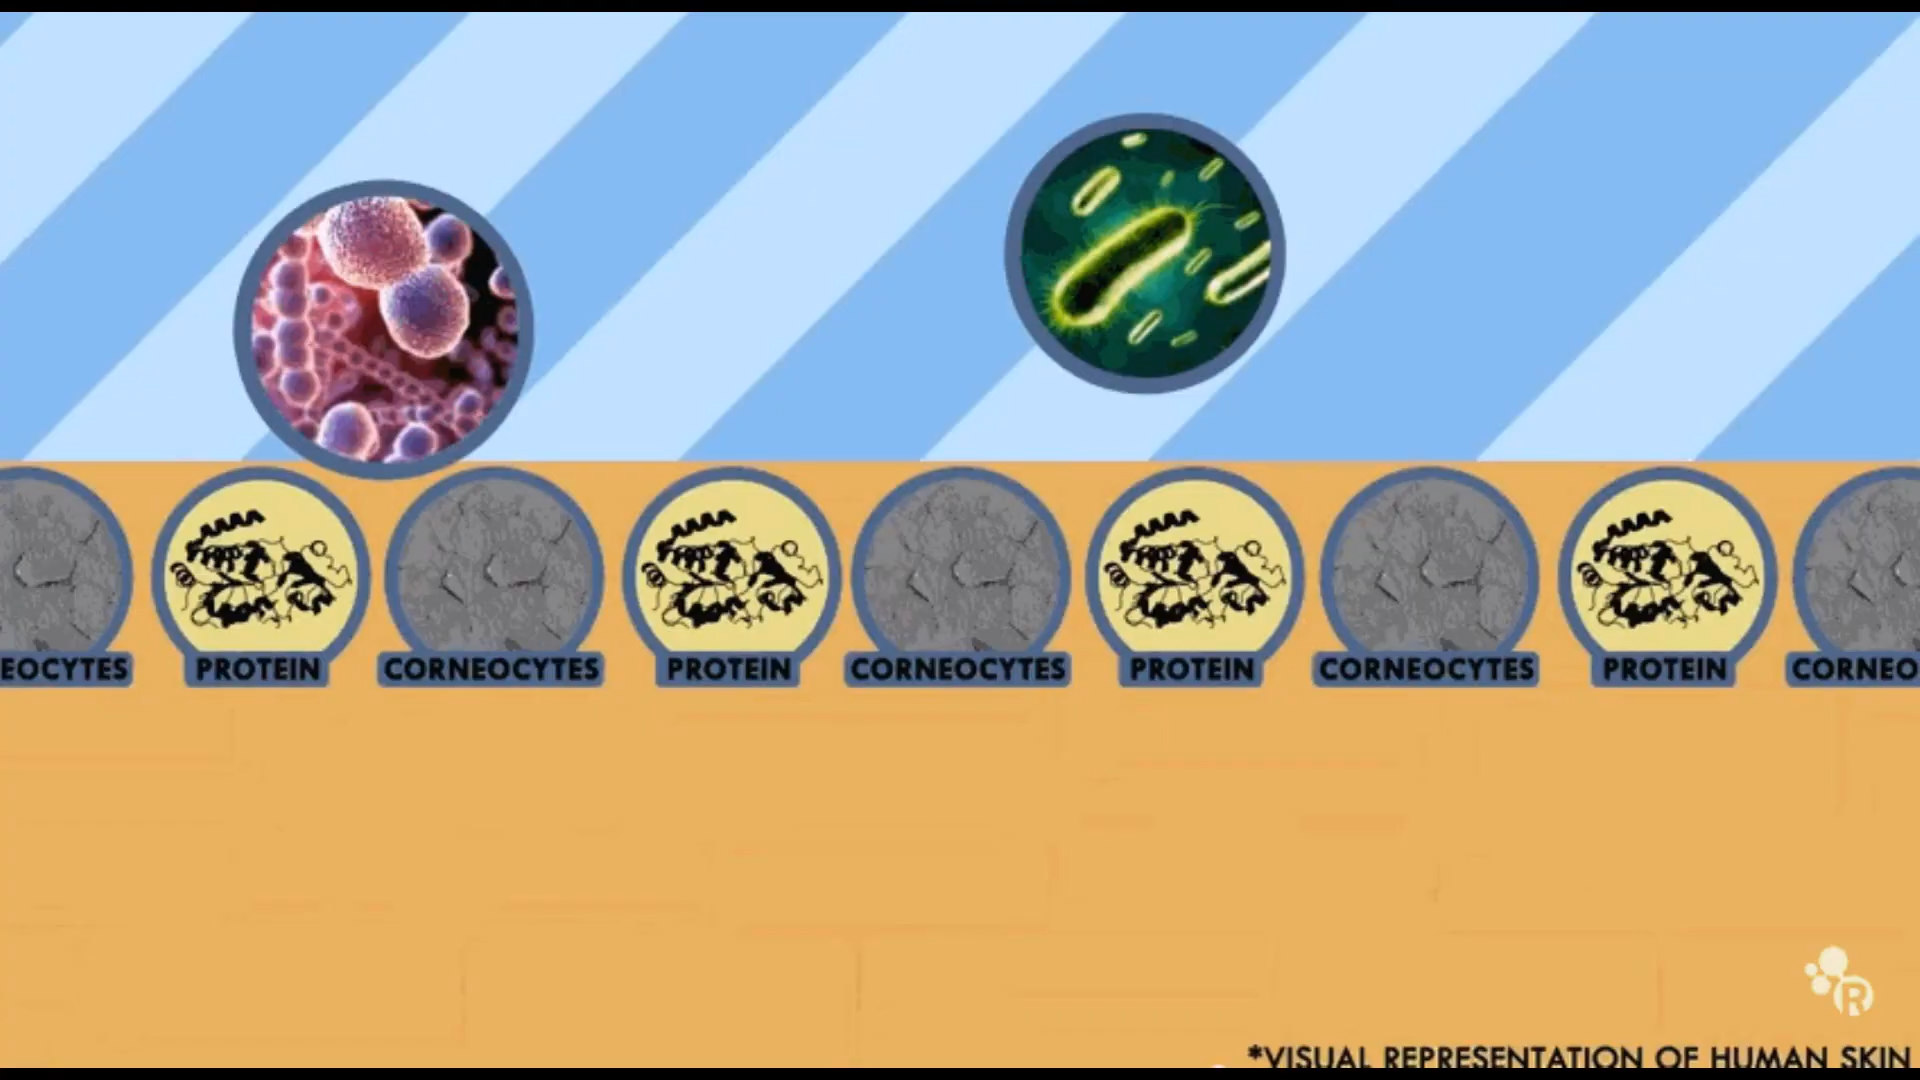 EOCYTES PROTEIN CORNEOCYTES PROTEIN CORNEOCYTES PROTEIN CORNEOCYTES PROTEIN CORNEO
R
*VISUAL REPRESENTATION OF HUMAN SKIN